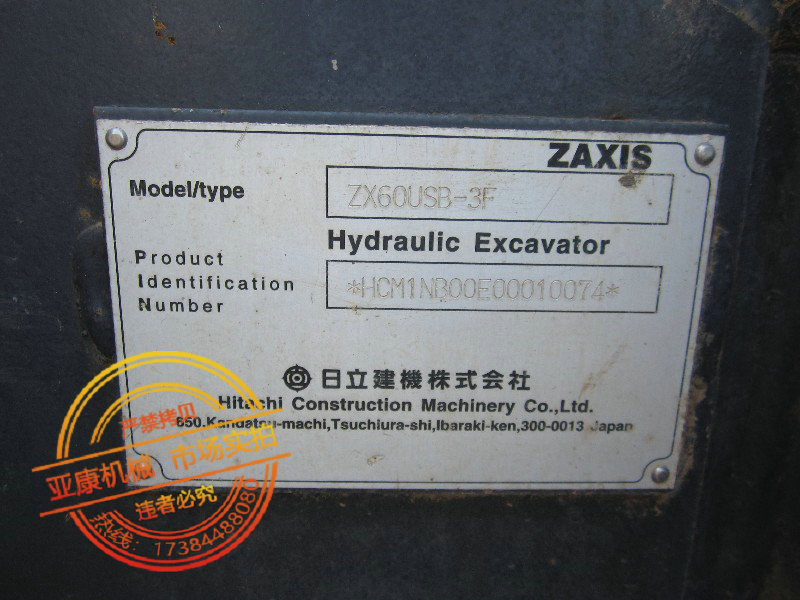 ZAXIS
Model/type
ZX60USB-3F
Hydraulic Excavator
Product
Identification
Number
*HCM1NB00E00010074*
日立建機株式会社
Hitachi Construction Machinery Co.,Ltd.
650.Kandatsu-machi,Tsuchiura-shi,Ibaraki-ken,300-0013 Japan
严禁拷贝
亚康机械 市场实拍
违者必究
热线：17384488086